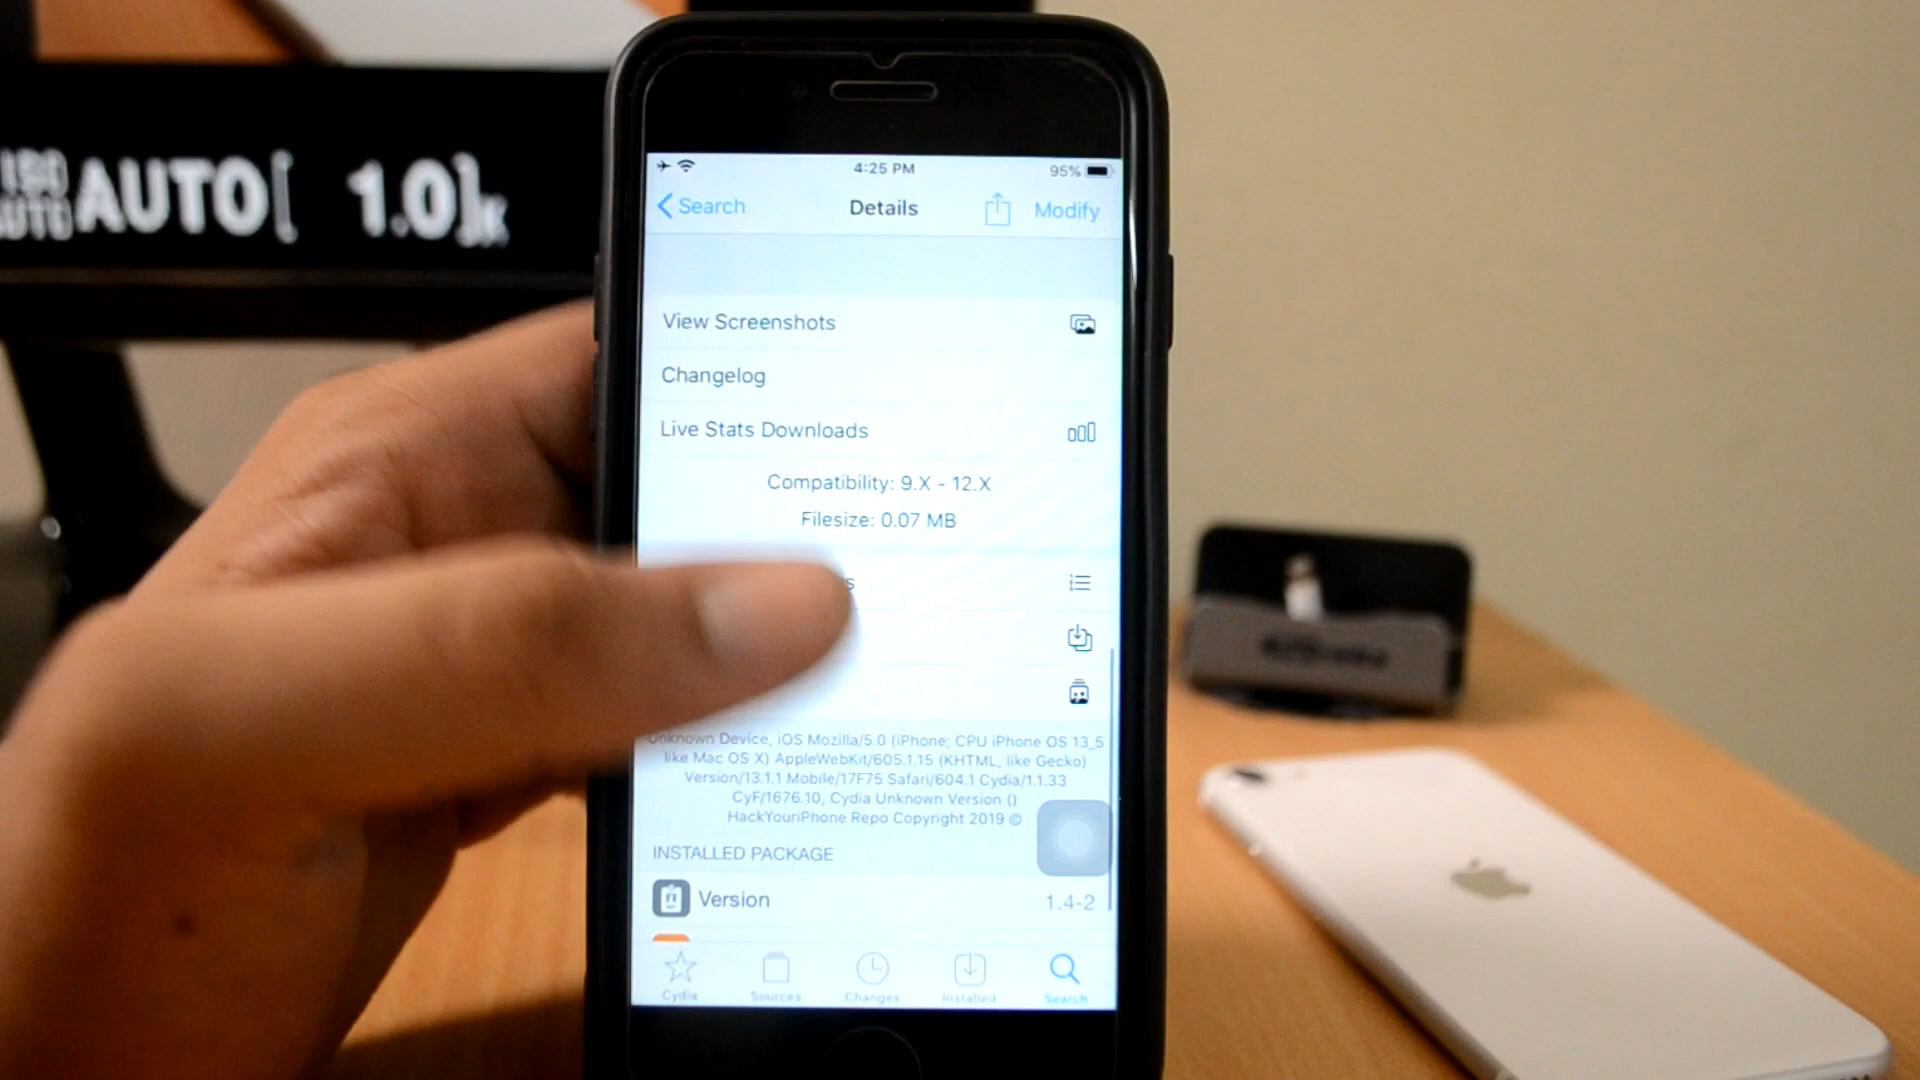 ISO
AUTO
AUTO[ 1.0]K
4:25 PM
95%
Search
Details
Modify
View Screenshots
Changelog
Live Stats Downloads
Compatibility: 9.X - 12.X
Filesize: 0.07 MB
s
Unknown Device, iOS Mozilla/5.0 (iPhone; CPU iPhone OS 13_5
like Mac OS X) AppleWebKit/605.1.15 (KHTML, like Gecko)
Version/13.1.1 Mobile/17F75 Safari/604.1 Cydia/1.1.33
CyF/1676.10, Cydia Unknown Version ()
HackYouriPhone Repo Copyright 2019 ©
INSTALLED PACKAGE
Version
1.4-2
Cydia
Sources
Changes
Installed
Search